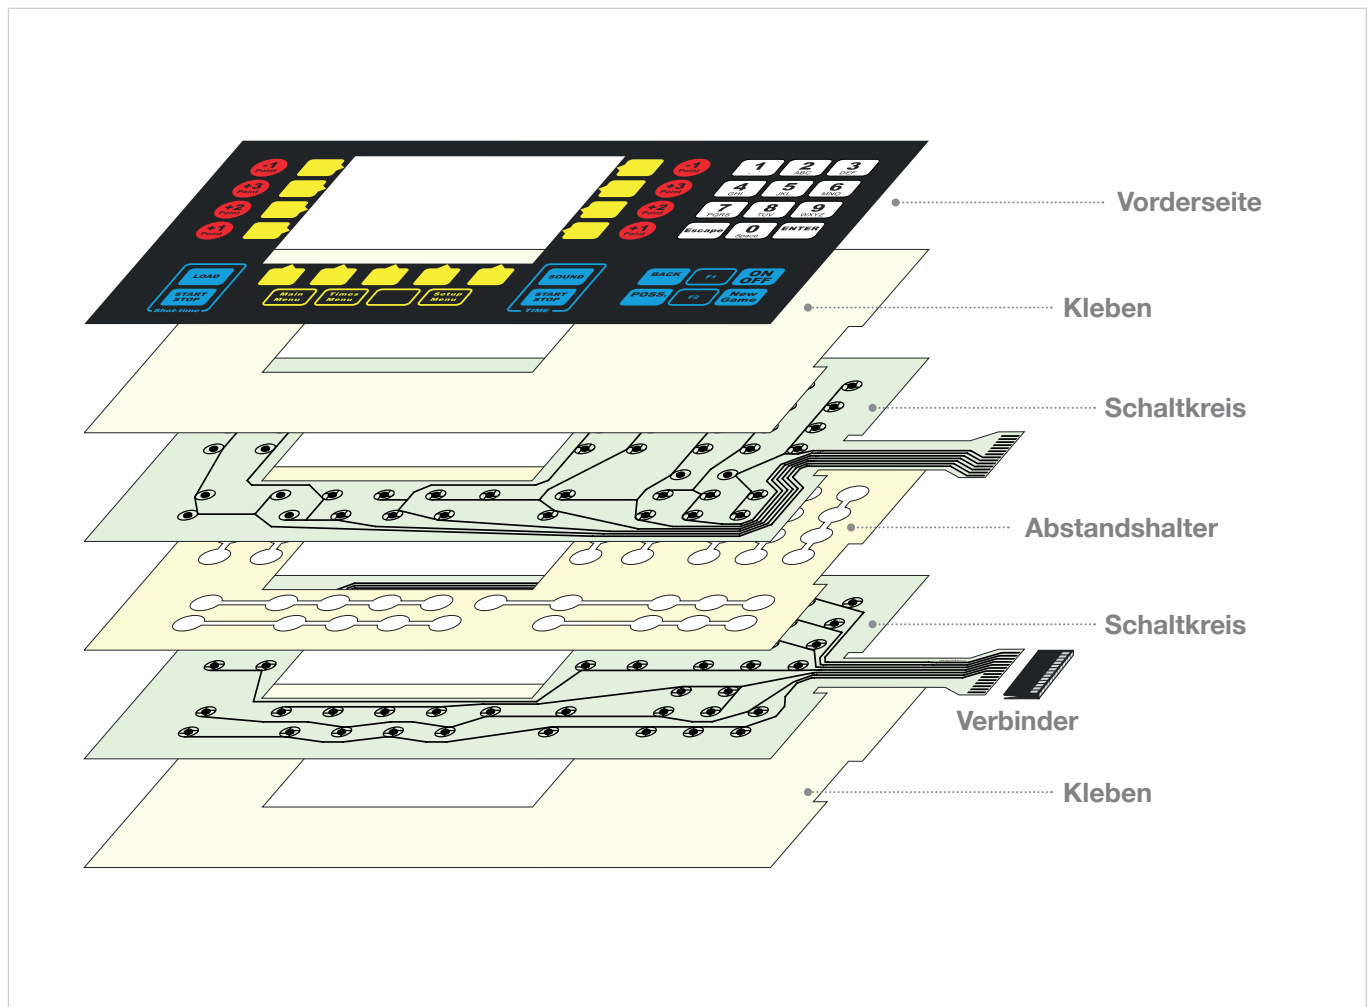 -1
Point
+3
Point
+2
Point
+1
Point
-1
Point
+3
Point
+2
Point
+1
Point
1
2
ABC
3
DEF
4
GHI
5
JKL
6
MNO
7
PQRS
8
TUV
9
WXYZ
Escape
0
Space
ENTER
LOAD
START
STOP
Shot-time
Main
Menu
Times
Menu
Setup
Menu
SOUND
START
STOP
TIME
BACK
F1
ON
OFF
POSS.
F2
New
Game
Vorderseite
Kleben
Schaltkreis
Abstandshalter
Schaltkreis
Verbinder
Kleben